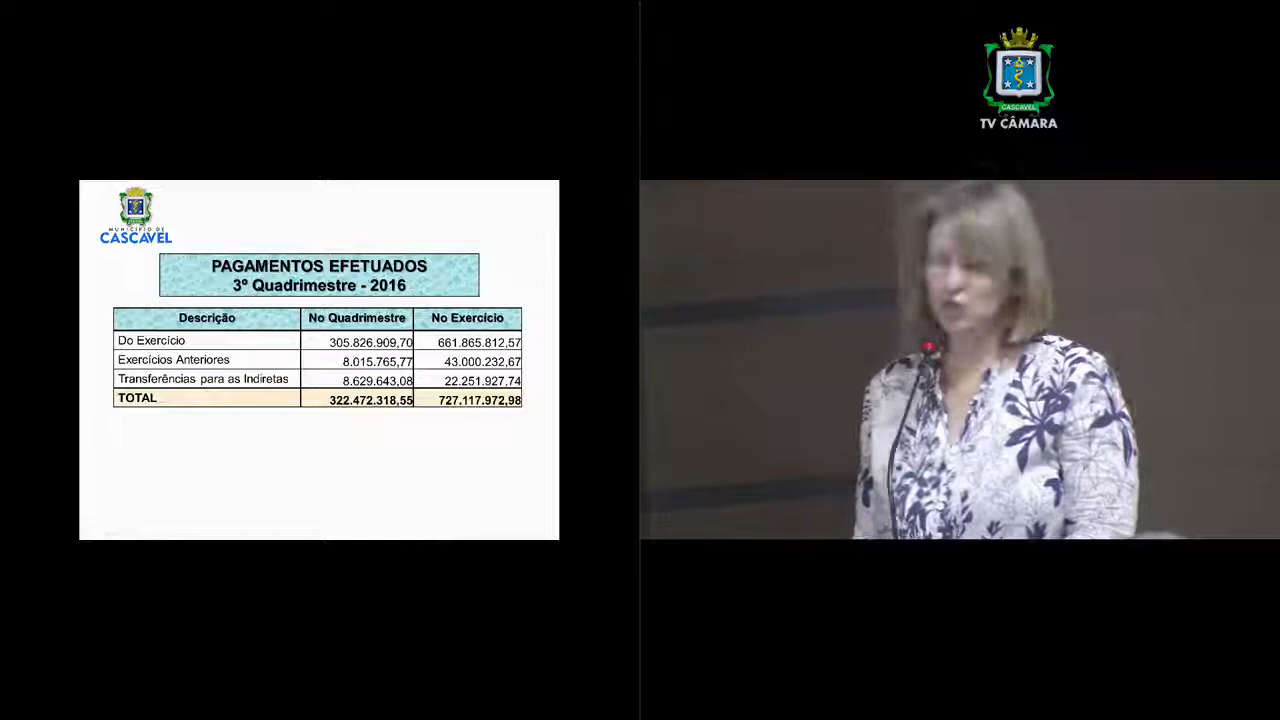 MUNICÍPIO DE
CASCAVEL
PAGAMENTOS EFETUADOS
3º Quadrimestre - 2016
Descrição No Quadrimestre No Exercício
Do Exercício 305.826.909,70 661.865.812,57
Exercícios Anteriores 8.015.765,77 43.000.232,67
Transferências para as Indiretas 8.629.643,08 22.251.927,74
TOTAL 322.472.318,55 727.117.972,98
CASCAVEL
TV CÂMARA